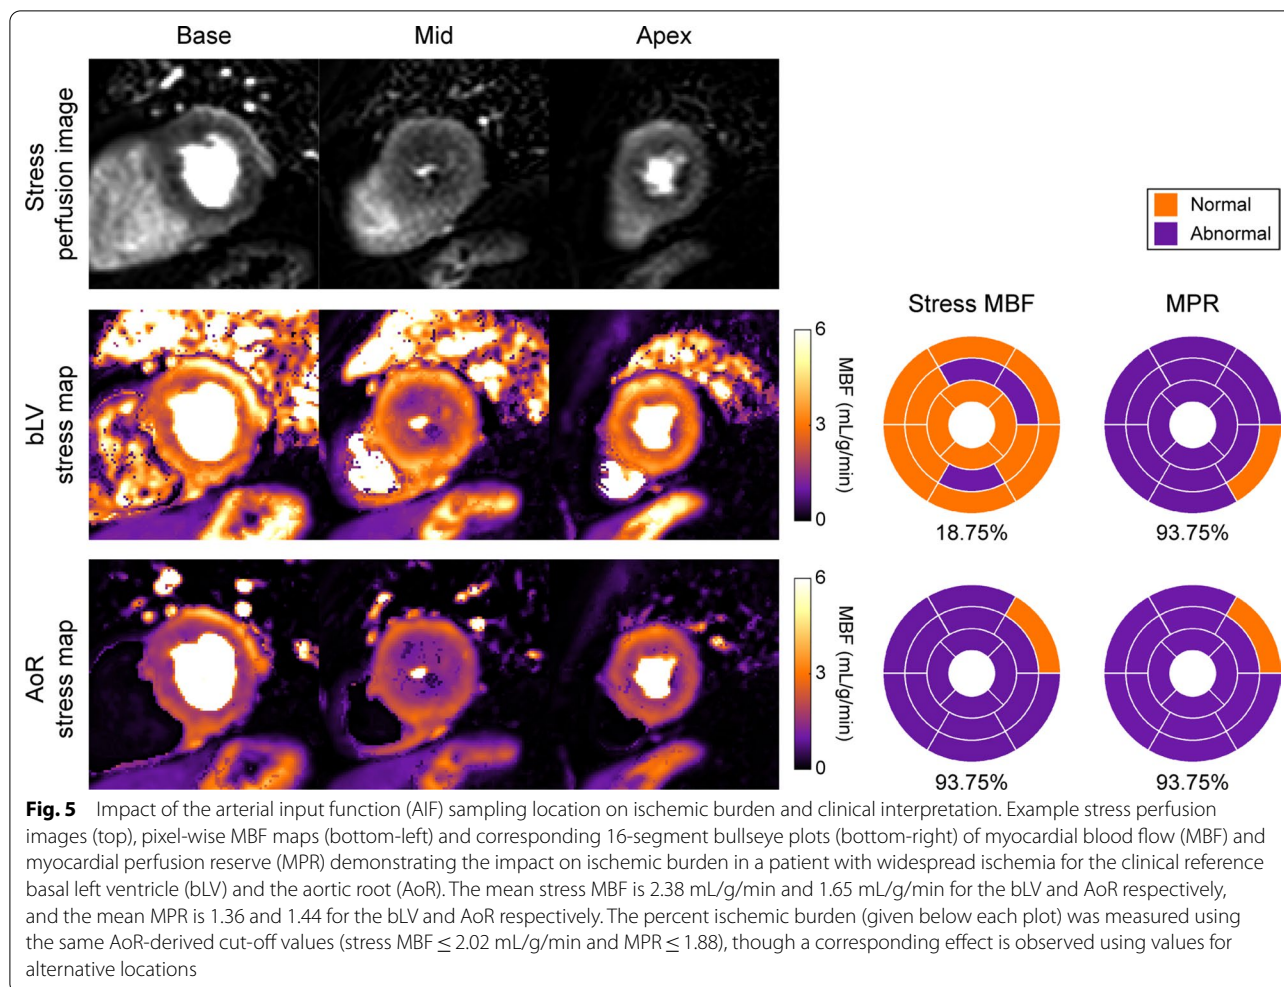 Base Mid Apex
Stress
perfusion image
Normal
Abnormal
bLV
stress map
6
3
0
MBF (mL/g/min)
Stress MBF MPR
18.75% 93.75%
AoR
stress map
6
3
0
MBF (mL/g/min)
93.75% 93.75%
Fig. 5 Impact of the arterial input function (AIF) sampling location on ischemic burden and clinical interpretation. Example stress perfusion
images (top), pixel-wise MBF maps (bottom-left) and corresponding 16-segment bullseye plots (bottom-right) of myocardial blood flow (MBF) and
myocardial perfusion reserve (MPR) demonstrating the impact on ischemic burden in a patient with widespread ischemia for the clinical reference
basal left ventricle (bLV) and the aortic root (AoR). The mean stress MBF is 2.38 mL/g/min and 1.65 mL/g/min for the bLV and AoR respectively,
and the mean MPR is 1.36 and 1.44 for the bLV and AoR respectively. The percent ischemic burden (given below each plot) was measured using
the same AoR-derived cut-off values (stress MBF ≤ 2.02 mL/g/min and MPR ≤ 1.88), though a corresponding effect is observed using values for
alternative locations